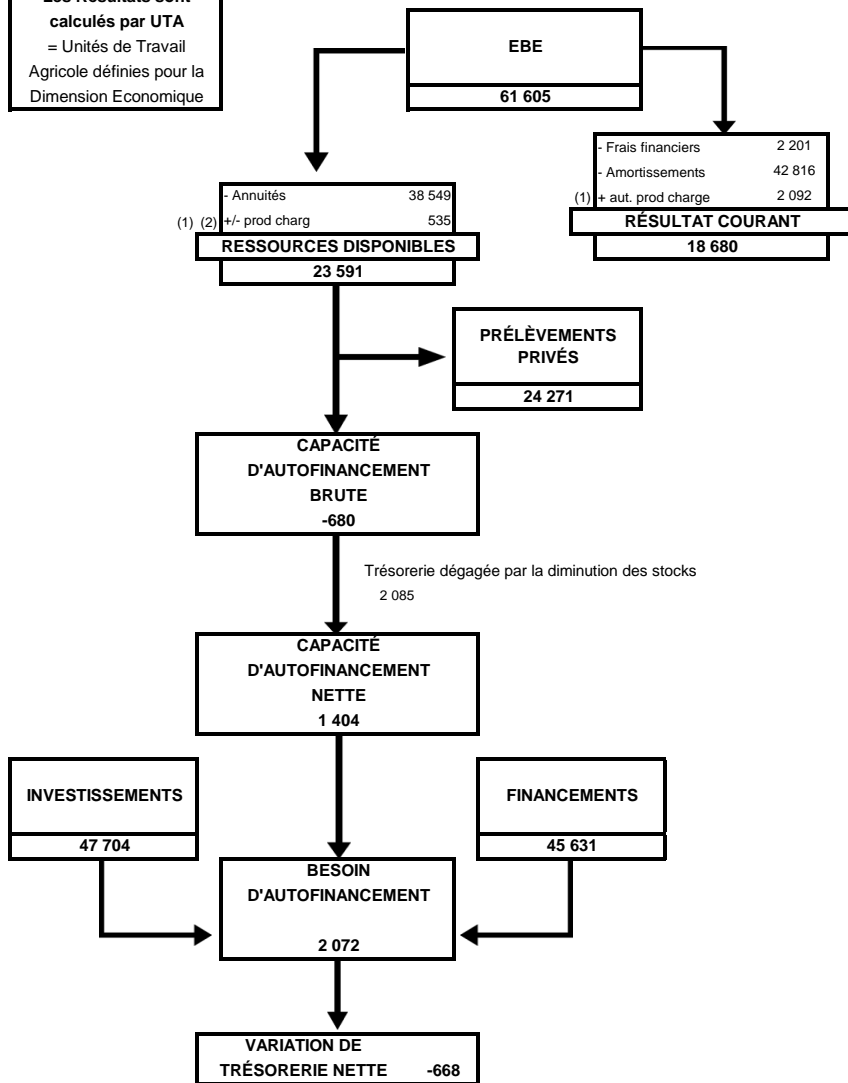 Les Résultats sont
calculés par UTA
= Unités de Travail
Agricole définies pour la
Dimension Economique
EBE
61 605
- Frais financiers 2 201
- Amortissements 42 816
(1) + aut. prod charge 2 092
RÉSULTAT COURANT
18 680
- Annuités 38 549
(1) (2) +/- prod charg 535
RESSOURCES DISPONIBLES
23 591
PRÉLÈVEMENTS
PRIVÉS
24 271
CAPACITÉ
D'AUTOFINANCEMENT
BRUTE
-680
Trésorerie dégagée par la diminution des stocks
2 085
CAPACITÉ
D'AUTOFINANCEMENT
NETTE
1 404
INVESTISSEMENTS
47 704
FINANCEMENTS
45 631
BESOIN
D'AUTOFINANCEMENT
2 072
VARIATION DE
TRÉSORERIE NETTE -668